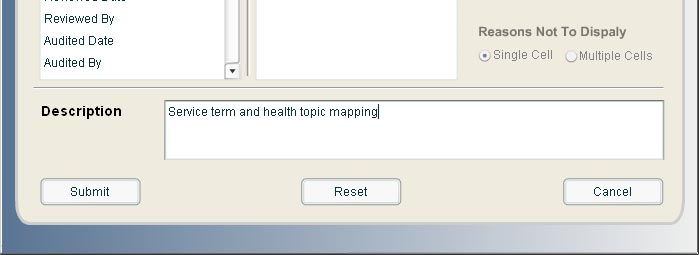 Reviewed By
Audited Date
Audited By
Reasons Not To Dispaly
Single Cell Multiple Cells
Description Service term and health topic mapping
Submit Reset Cancel